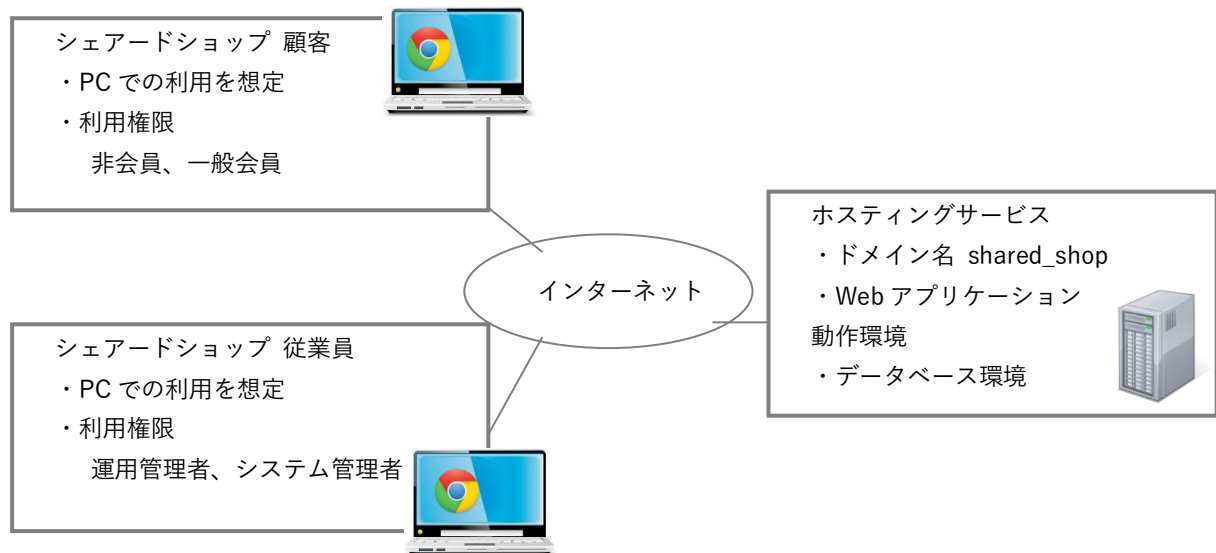 シェアードショップ 顧客
・PC での利用を想定
・利用権限
非会員、一般会員
インターネット
ホスティングサービス
・ドメイン名 shared_shop
・Web アプリケーション
動作環境
・データベース環境
シェアードショップ 従業員
・PC での利用を想定
・利用権限
運用管理者、システム管理者